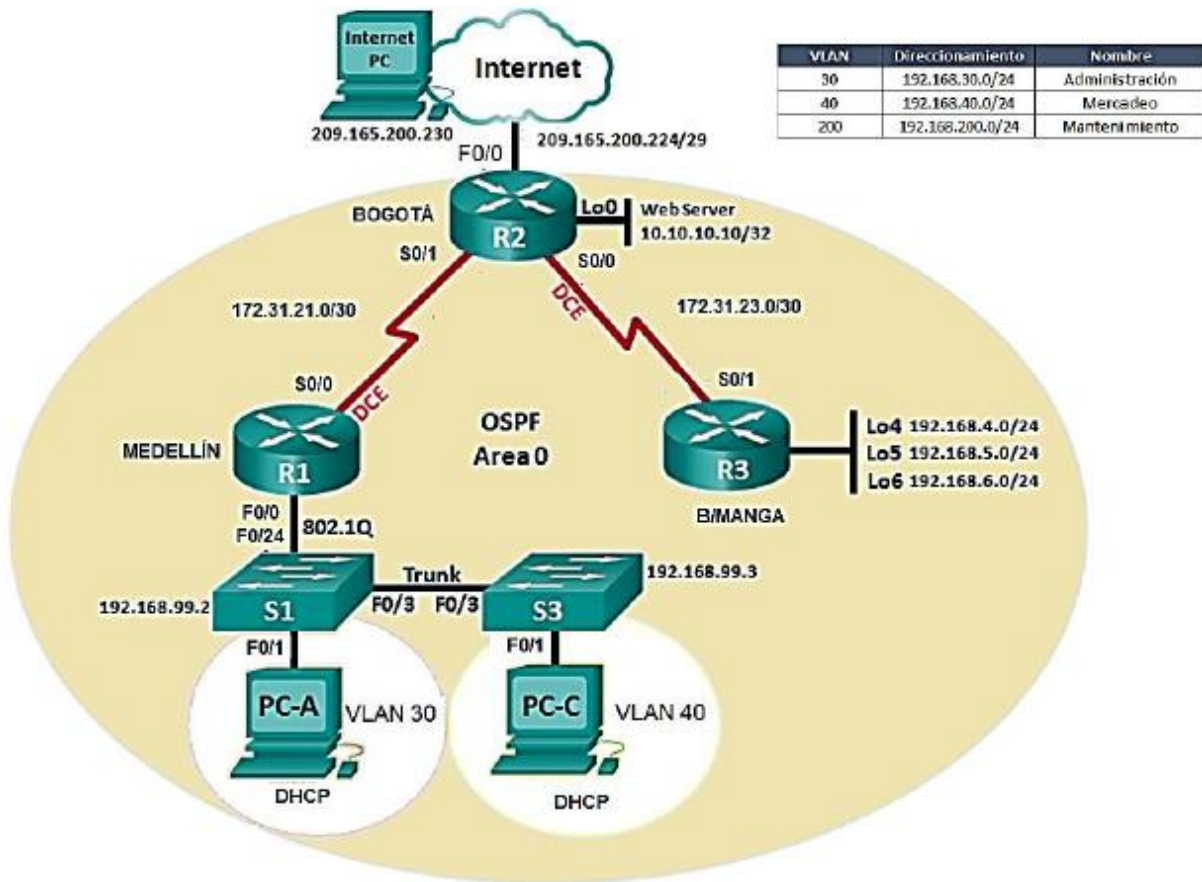 Internet
PC
Internet
209.165.200.230
209.165.200.224/29
F0/0
VLAN Direccionamiento Nombre
30 192.168.30.0/24 Administración
40 192.168.40.0/24 Mercadeo
200 192.168.200.0/24 Mantenimiento
BOGOTÁ
R2
Lo0
Web Server
10.10.10.10/32
S0/1
S0/0
DCE
172.31.21.0/30
172.31.23.0/30
S0/0
DCE
S0/1
OSPF
Area 0
MEDELLÍN
R1
R3
B/MANGA
Lo4 192.168.4.0/24
Lo5 192.168.5.0/24
Lo6 192.168.6.0/24
F0/0
F0/24
802.1Q
Trunk
192.168.99.3
192.168.99.2
S1
F0/3
F0/3
S3
F0/1
F0/1
PC-A
VLAN 30
PC-C
VLAN 40
DHCP
DHCP